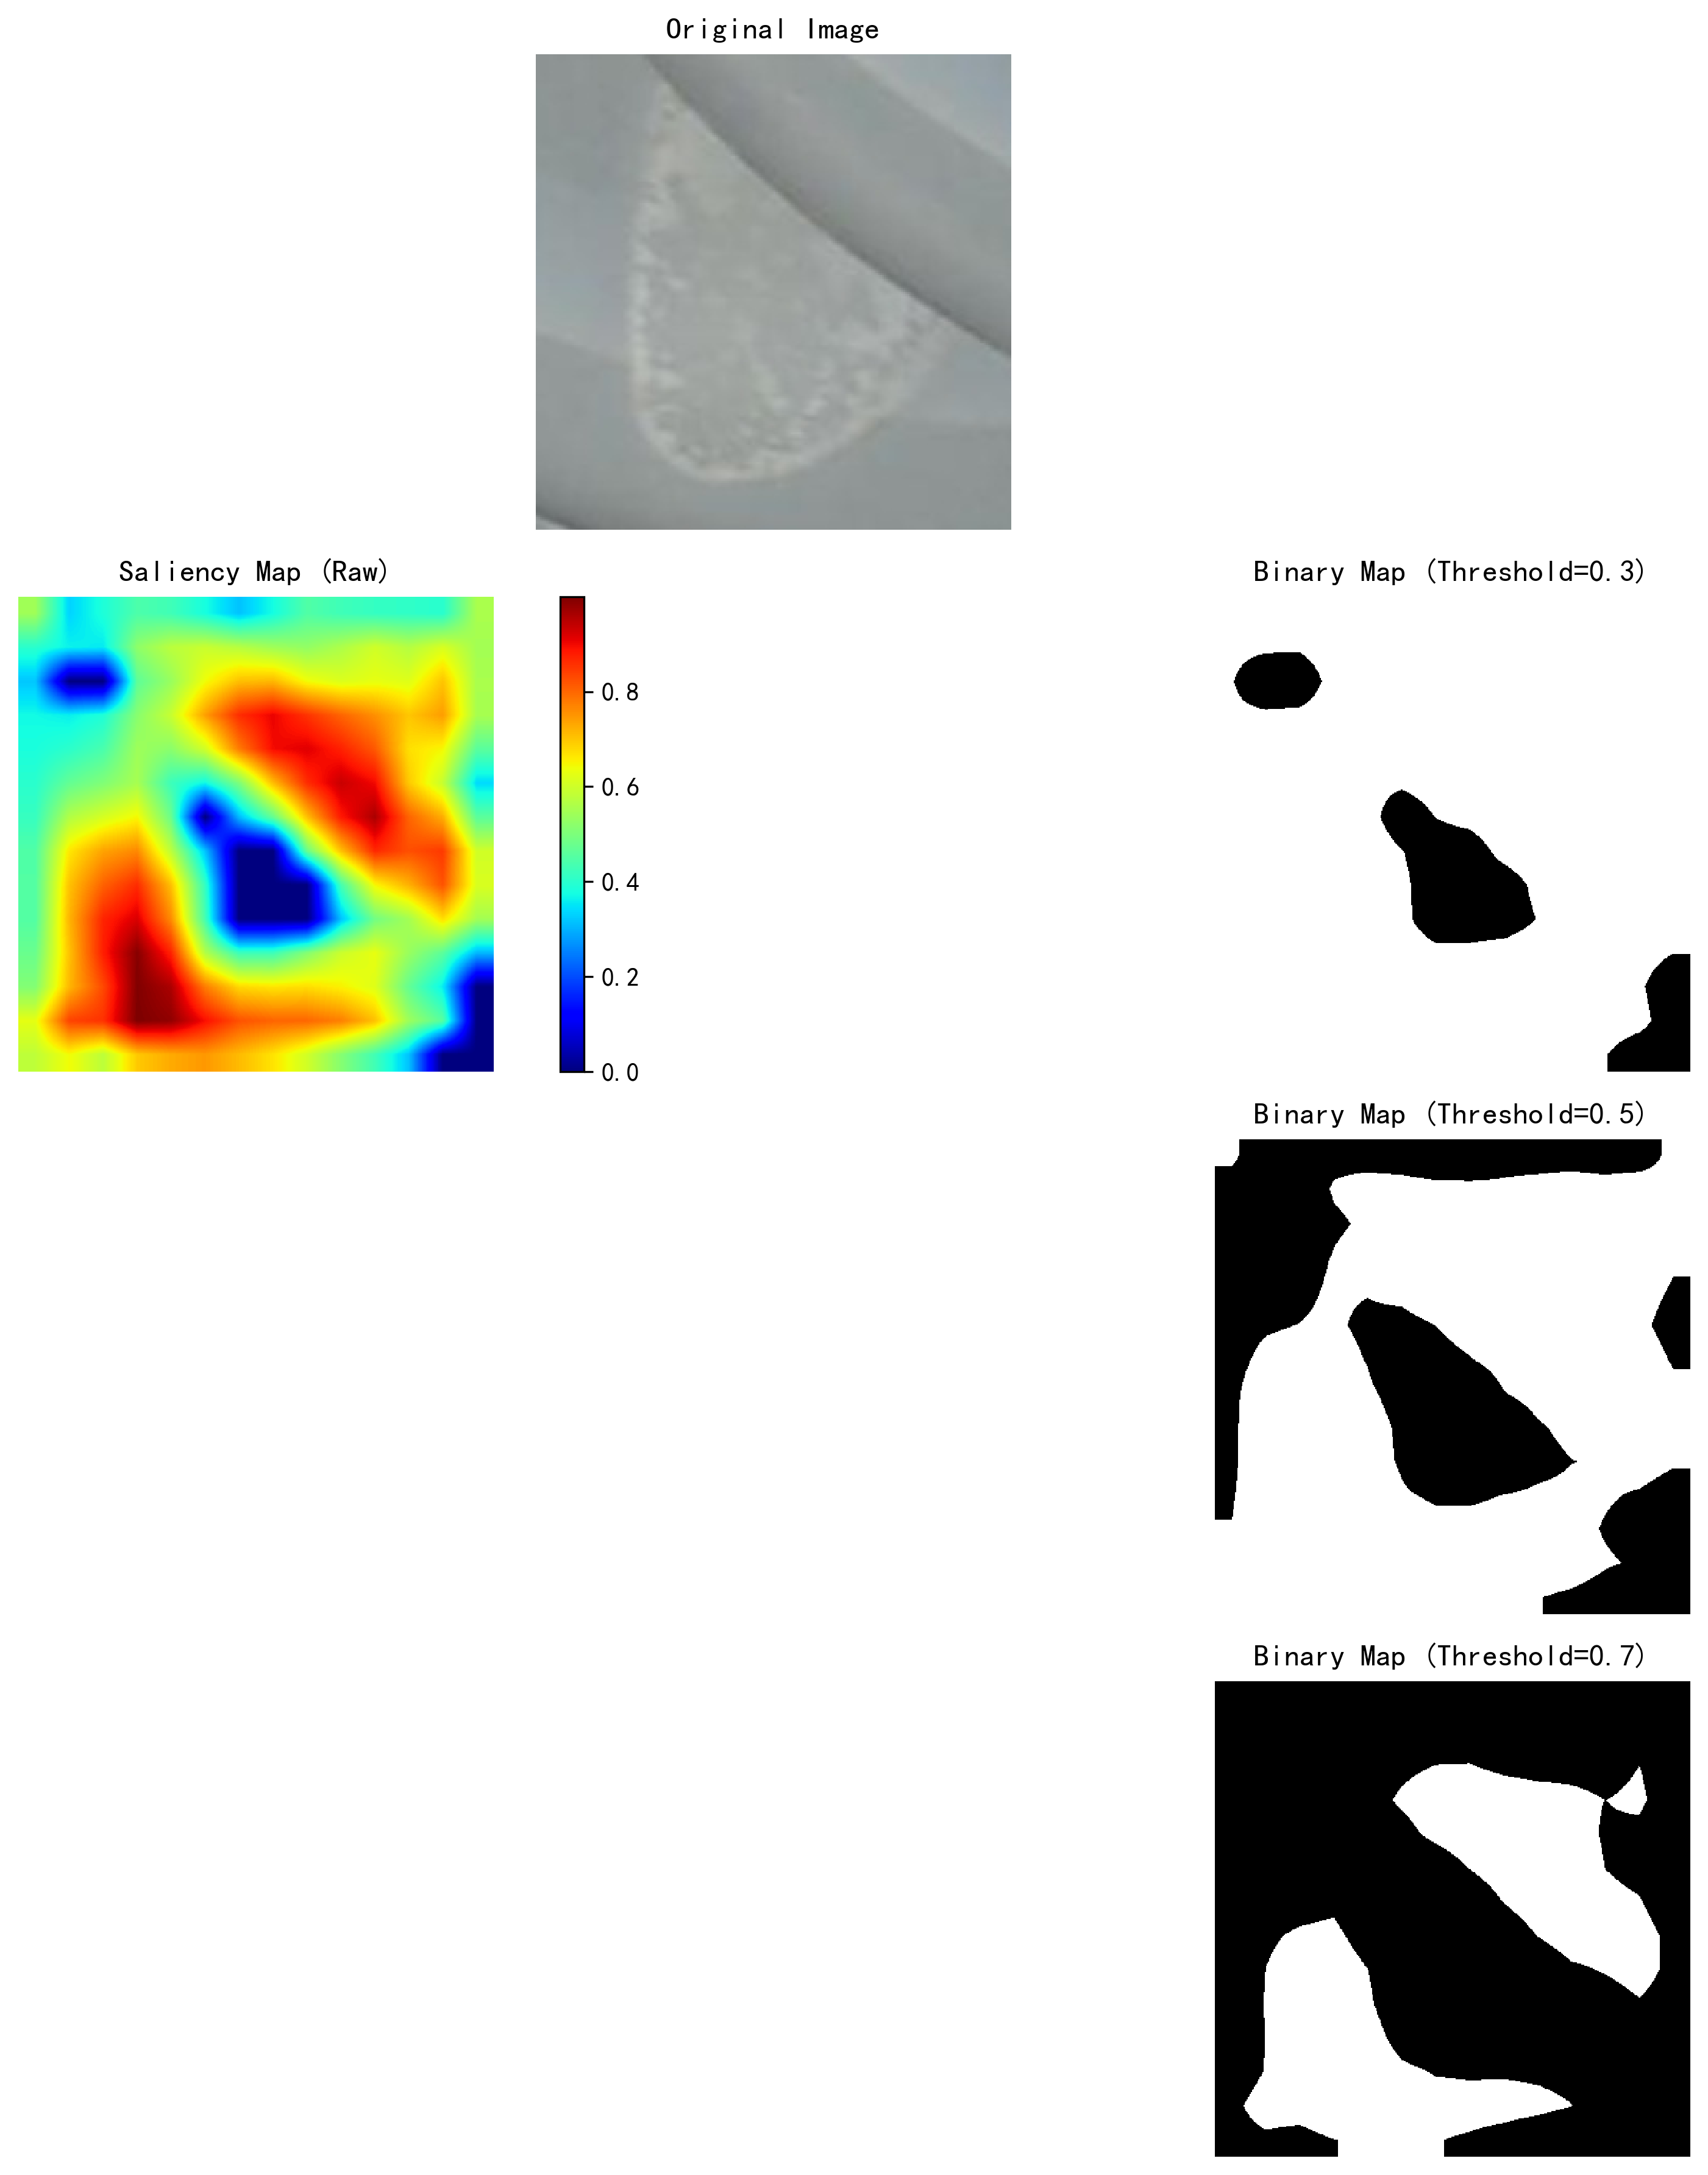 Original Image
Saliency Map (Raw)
Binary Map (Threshold=0.3)
0.8
0.6
0.4
0.2
0.0
Binary Map (Threshold=0.5)
Binary Map (Threshold=0.7)